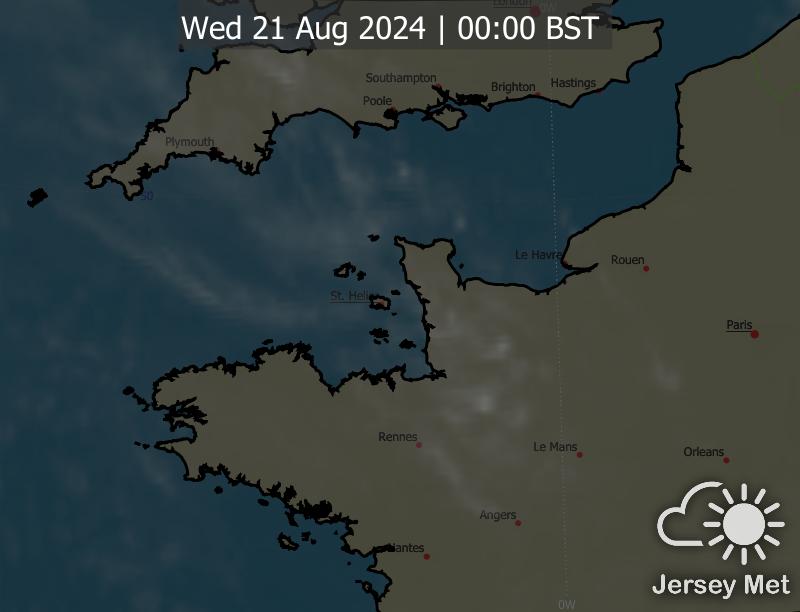 London
0W
Wed 21 Aug 2024 | 00:00 BST
Southampton
Brighton
Hastings
Poole
Plymouth
50
Le Havre
Rouen
St. Helier
Paris
Rennes
Le Mans
Orleans
Angers
Nantes
Jersey Met
0W